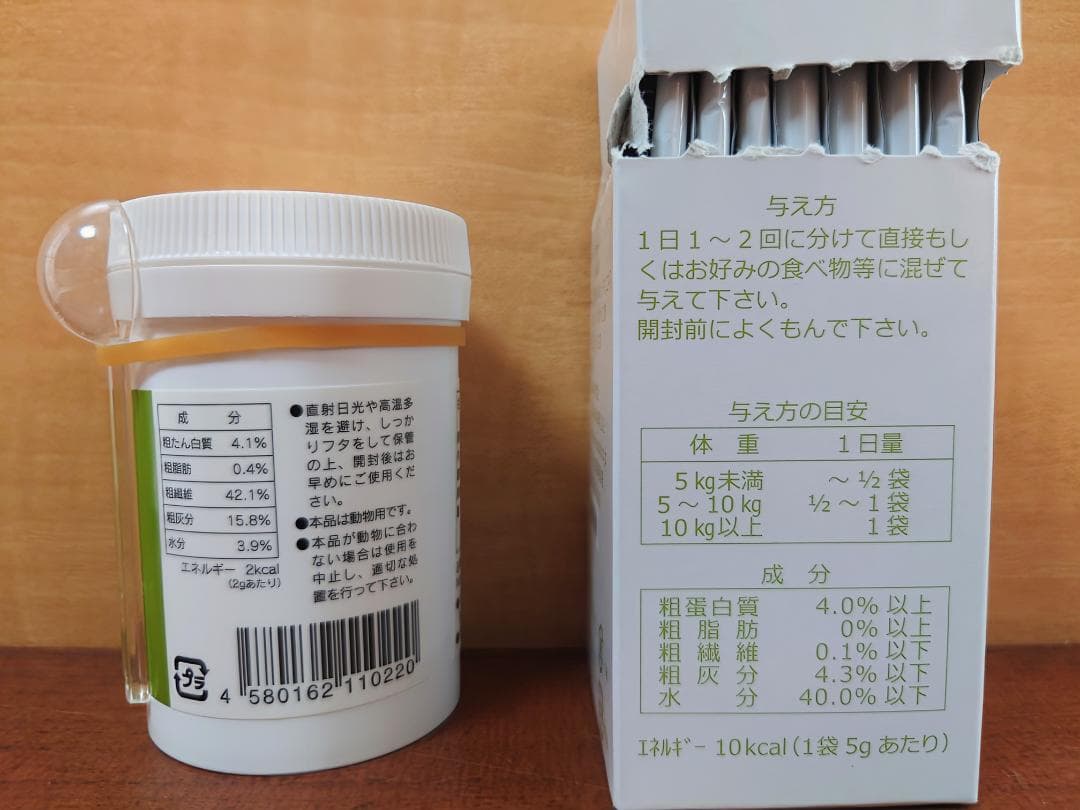 成 分
粗たん白質 4.1%
粗脂肪 0.4%
粗繊維 42.1%
粗灰分 15.8%
水分 3.9%
エネルギー 2kcal
(2gあたり)
●直射日光や高温多
湿を避け、しっか
りフタをして保管
の上、開封後はお
早めにご使用くだ
さい。
●本品は動物用です。
●本品が動物に合わ
ない場合は使用を
中止し、適切な処
置を行って下さい。
プラ
4 580162 110220
与え方
1日1~2回に分けて直接もし
くはお好みの食べ物等に混ぜて
与えて下さい。
開封前によくもんで下さい。
与え方の目安
体 重 1日量
5kg未満 ~½袋
5~10kg ½~1袋
10kg以上 1袋
成 分
粗蛋白質 4.0%以上
粗脂肪 0%以上
粗繊維 0.1%以下
粗灰分 4.3%以下
水分 40.0%以下
ｴﾈﾙｷﾞｰ 10kcal(1袋5gあたり)